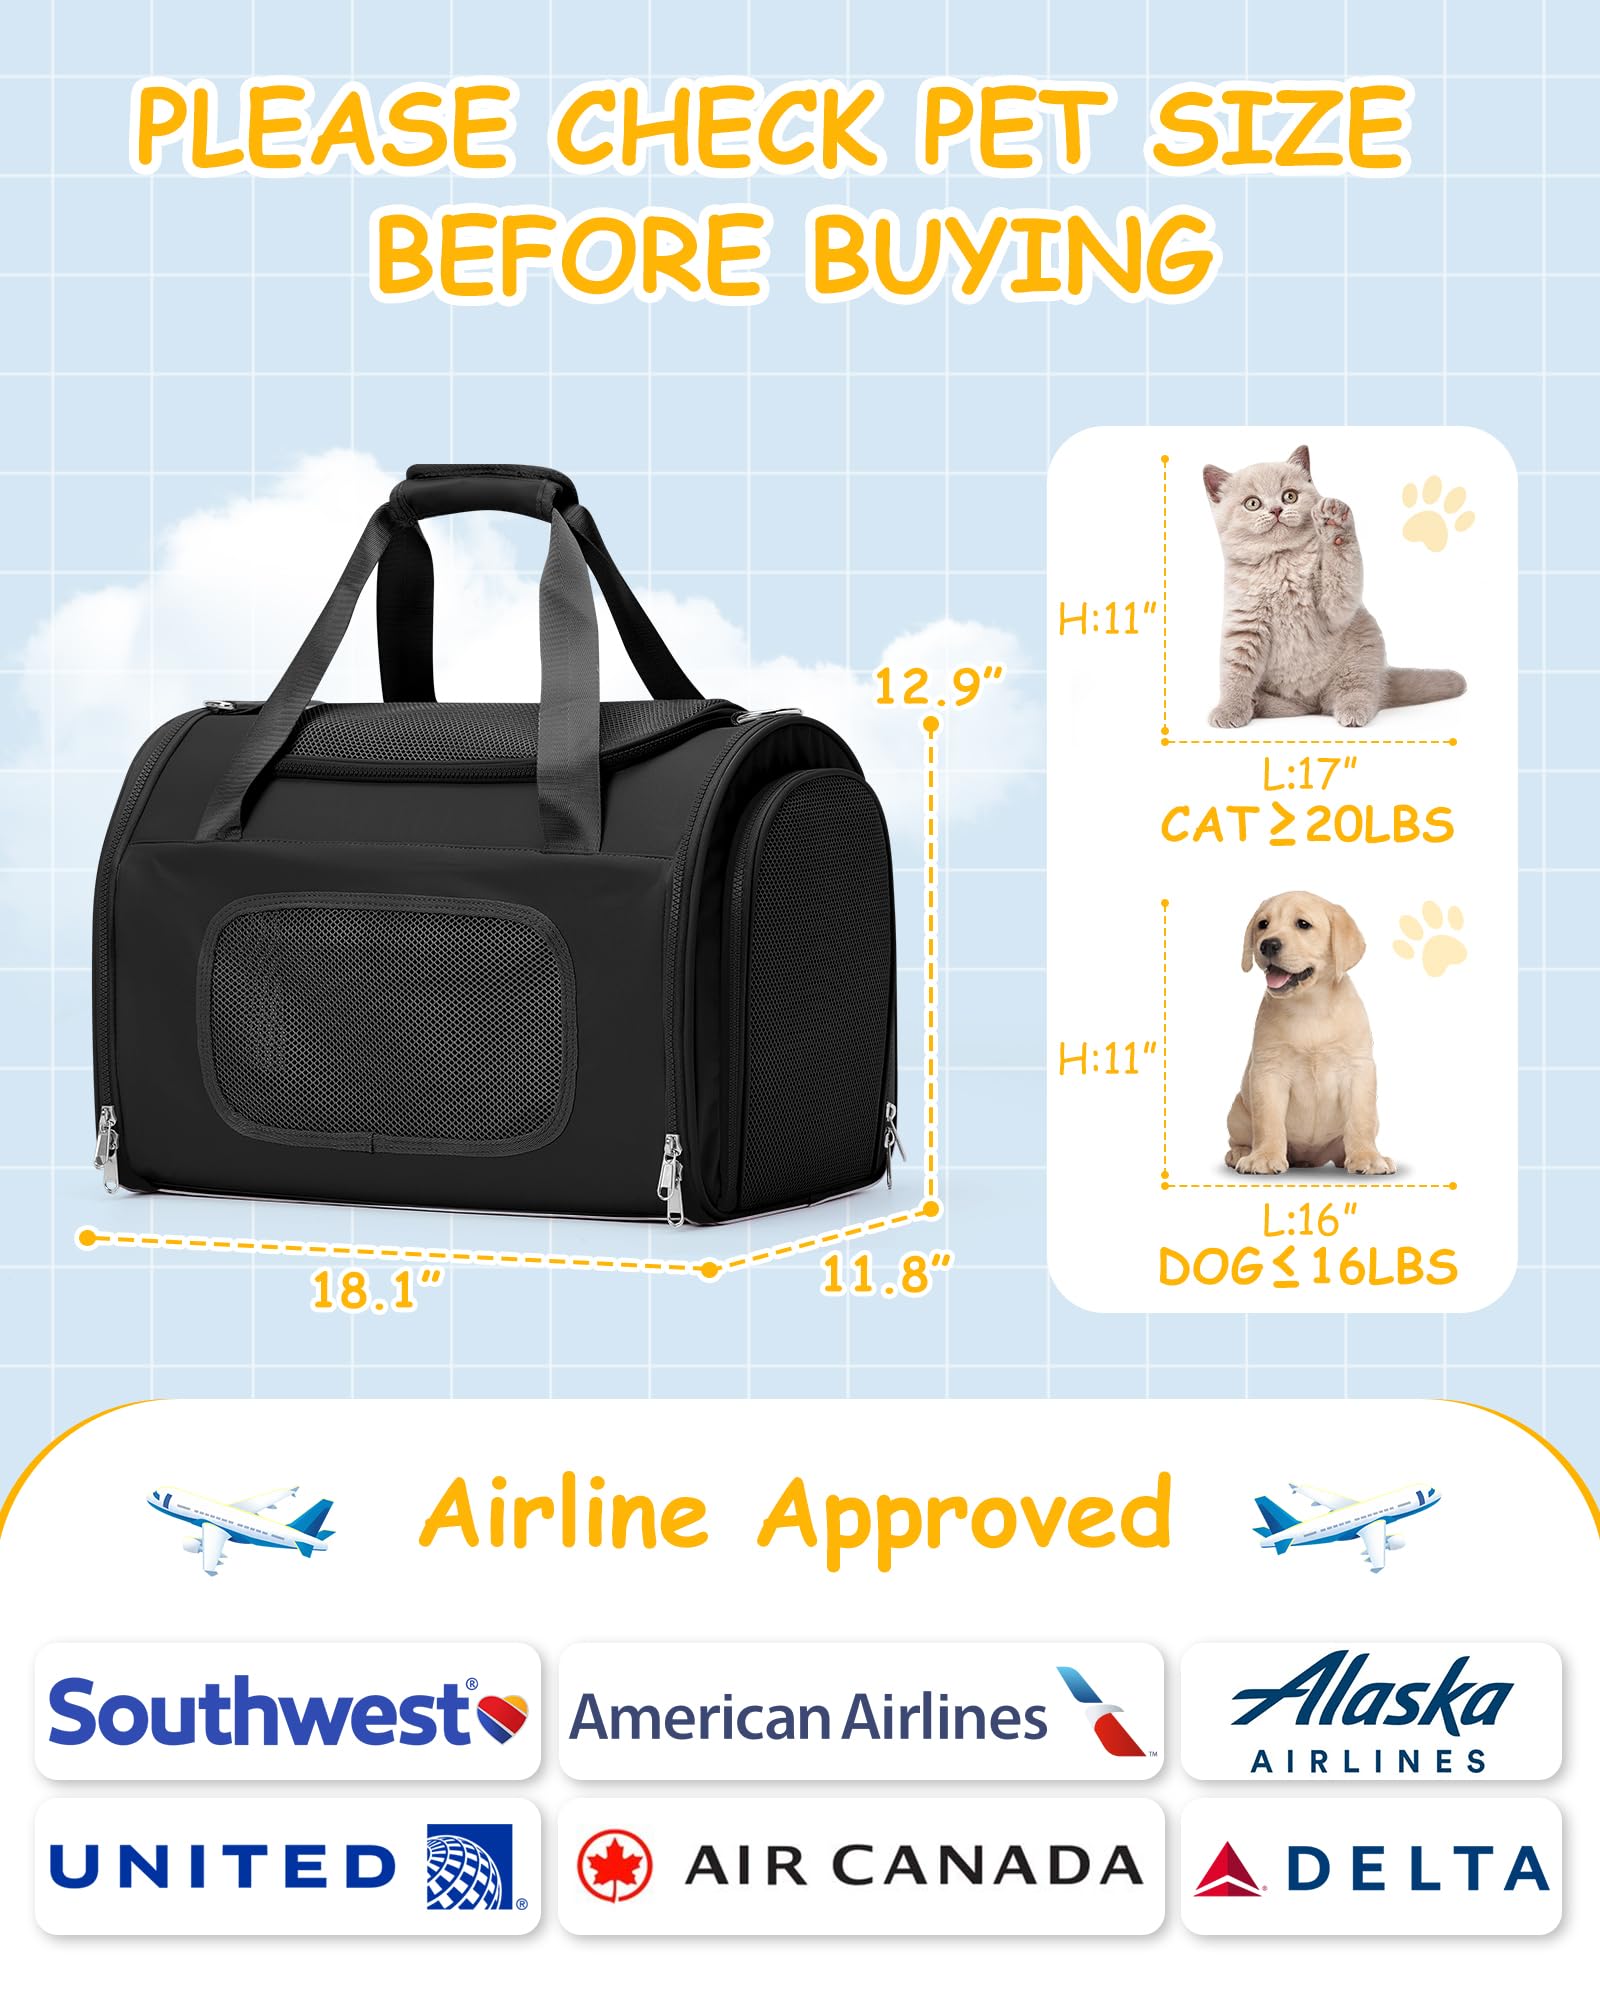 PLEASE CHECK PET SIZE
BEFORE BUYING
12.9"
18.1"
11.8"
H:11"
L:17"
CAT≥20LBS
H:11"
L:16"
DOG≤16LBS
Airline Approved
Southwest®
American Airlines™
Alaska
AIRLINES
UNITED®
AIR CANADA
DELTA